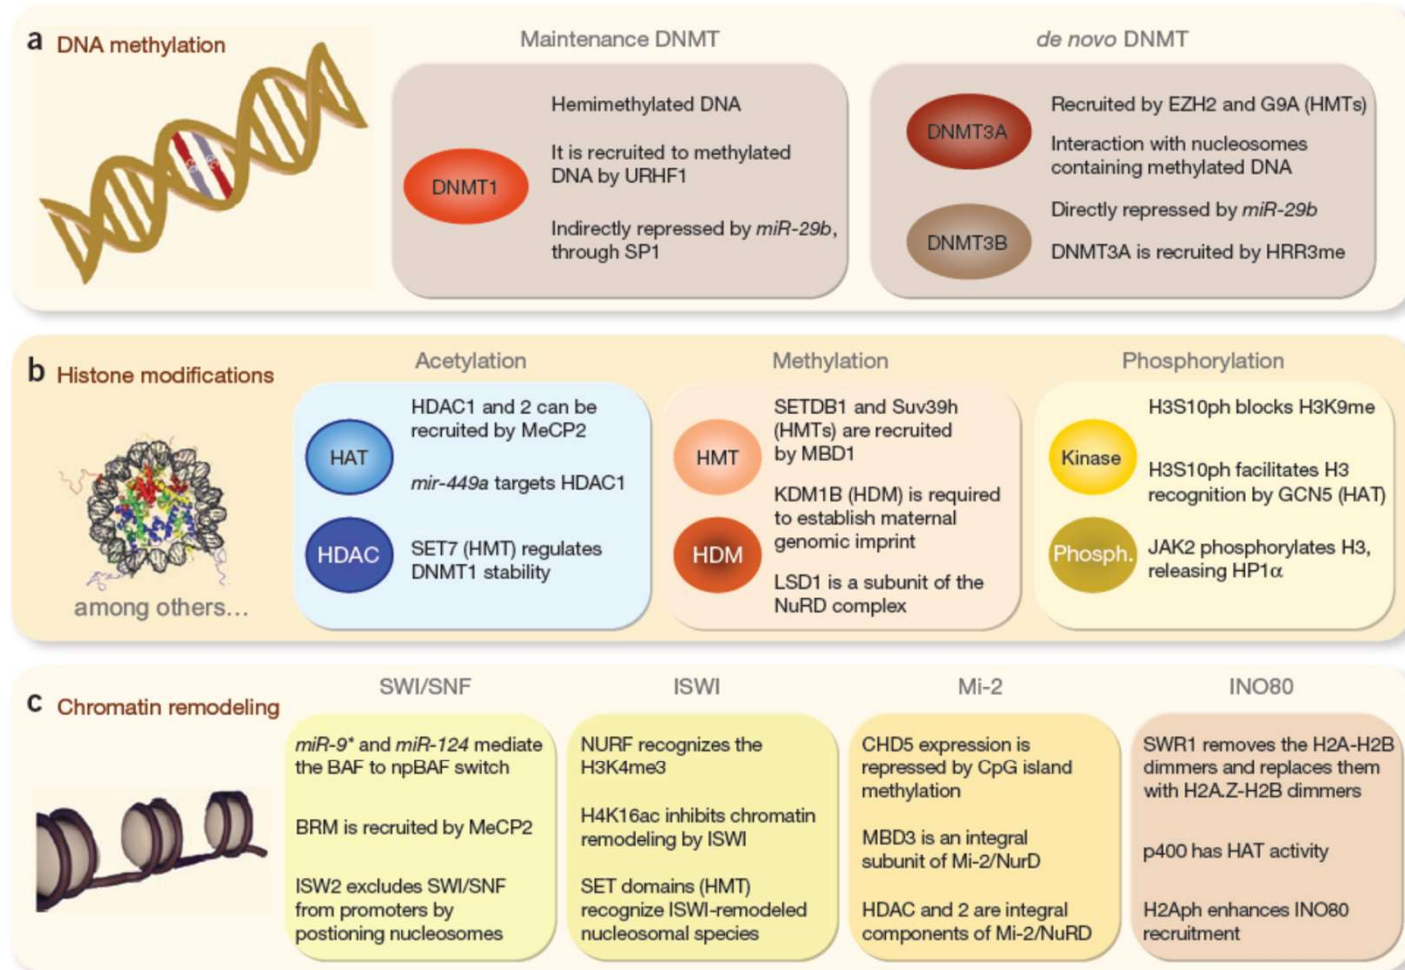 a DNA methylation
Maintenance DNMT
DNMT1
Hemimethylated DNA
It is recruited to methylated
DNA by URHF1
Indirectly repressed by miR-29b,
through SP1
de novo DNMT
DNMT3A
DNMT3B
Recruited by EZH2 and G9A (HMTs)
Interaction with nucleosomes
containing methylated DNA
Directly repressed by miR-29b
DNMT3A is recruited by HRR3me
b Histone modifications
among others...
Acetylation
HAT
HDAC
HDAC1 and 2 can be
recruited by MeCP2
mir-449a targets HDAC1
SET7 (HMT) regulates
DNMT1 stability
Methylation
HMT
HDM
SETDB1 and Suv39h
(HMTs) are recruited
by MBD1
KDM1B (HDM) is required
to establish maternal
genomic imprint
LSD1 is a subunit of the
NuRD complex
Phosphorylation
Kinase
Phosph.
H3S10ph blocks H3K9me
H3S10ph facilitates H3
recognition by GCN5 (HAT)
JAK2 phosphorylates H3,
releasing HP1α
c Chromatin remodeling
SWI/SNF
miR-9* and miR-124 mediate
the BAF to npBAF switch
BRM is recruited by MeCP2
ISW2 excludes SWI/SNF
from promoters by
postioning nucleosomes
ISWI
NURF recognizes the
H3K4me3
H4K16ac inhibits chromatin
remodeling by ISWI
SET domains (HMT)
recognize ISWI-remodeled
nucleosomal species
Mi-2
CHD5 expression is
repressed by CpG island
methylation
MBD3 is an integral
subunit of Mi-2/NurD
HDAC and 2 are integral
components of Mi-2/NuRD
INO80
SWR1 removes the H2A-H2B
dimmers and replaces them
with H2A.Z-H2B dimmers
p400 has HAT activity
H2Aph enhances INO80
recruitment